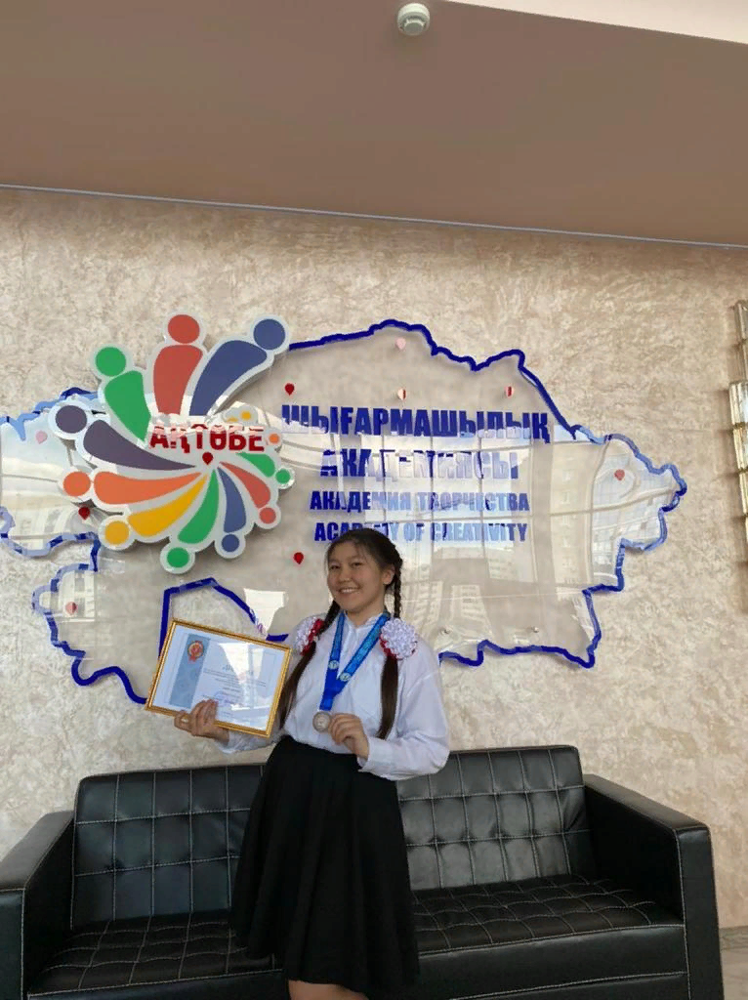 АҚТӨБЕ
ШЫҒАРМАШЫЛЫҚ
АКАДЕМИЯСЫ
АКАДЕМИЯ ТВОРЧЕСТВА
ACADEMY OF CREATIVITY